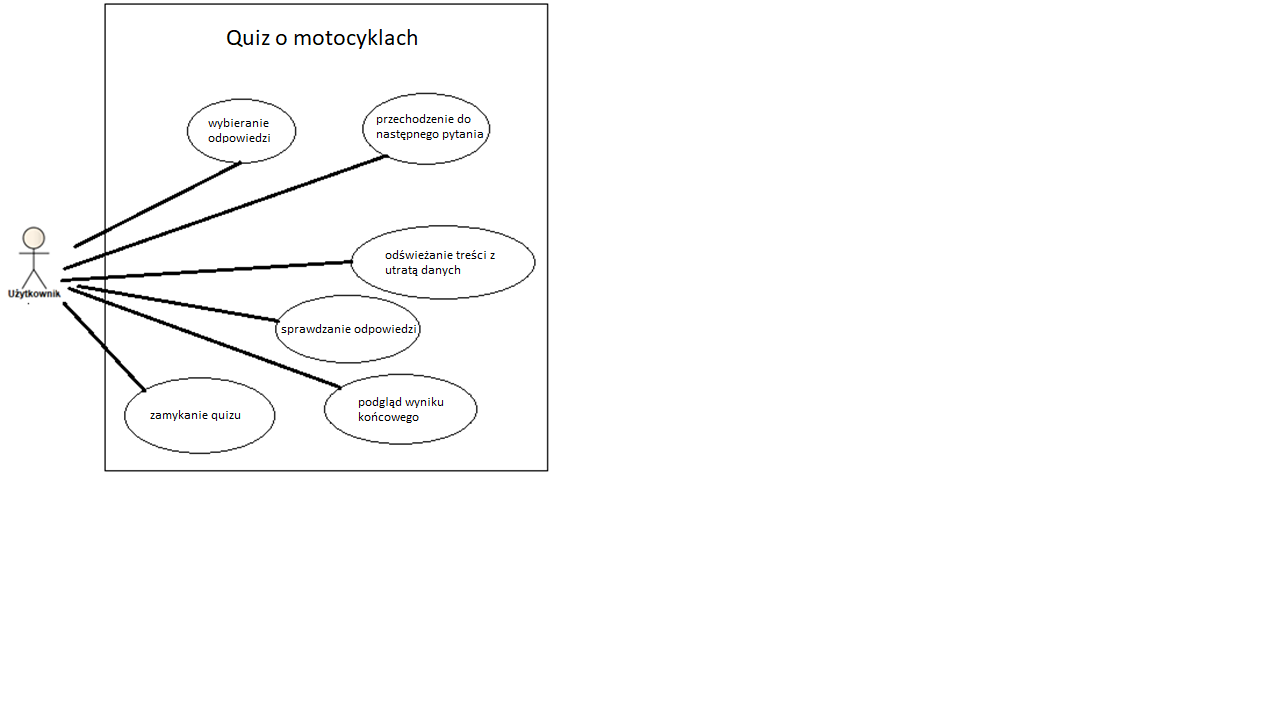 Quiz o motocyklach
wybieranie
odpowiedzi
przechodzenie do
następnego pytania
odświeżanie treści z
utratą danych
Użytkownik
sprawdzanie odpowiedzi
podgląd wyniku
końcowego
zamykanie quizu